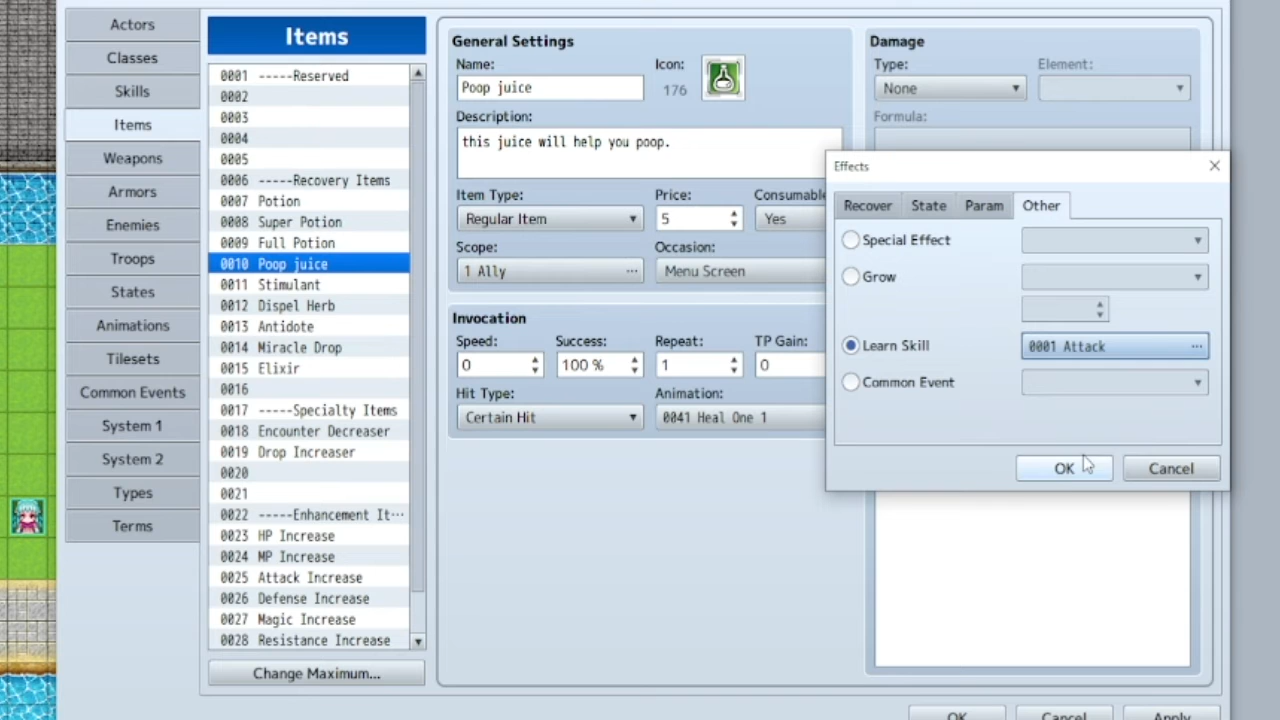 Actors
Classes
Skills
Items
Weapons
Armors
Enemies
Troops
States
Animations
Tilesets
Common Events
System 1
System 2
Types
Terms
Items
0001 -----Reserved
0002
0003
0004
0005
0006 -----Recovery Items
0007 Potion
0008 Super Potion
0009 Full Potion
0010 Poop juice
0011 Stimulant
0012 Dispel Herb
0013 Antidote
0014 Miracle Drop
0015 Elixir
0016
0017 -----Specialty Items
0018 Encounter Decreaser
0019 Drop Increaser
0020
0021
0022 -----Enhancement It…
0023 HP Increase
0024 MP Increase
0025 Attack Increase
0026 Defense Increase
0027 Magic Increase
0028 Resistance Increase
Change Maximum...
General Settings
Name: Icon:
Poop juice 176
Description:
this juice will help you poop.
Item Type: Price: Consumable
Regular Item 5 Yes
Scope: Occasion:
1 Ally ... Menu Screen
Invocation
Speed: Success: Repeat: TP Gain:
0 100 % 1 0
Hit Type: Animation:
Certain Hit 0041 Heal One 1
Damage
Type: Element:
None
Formula:
Effects
Recover State Param Other
Special Effect
Grow
Learn Skill 0001 Attack ...
Common Event
OK Cancel
OK Cancel Apply